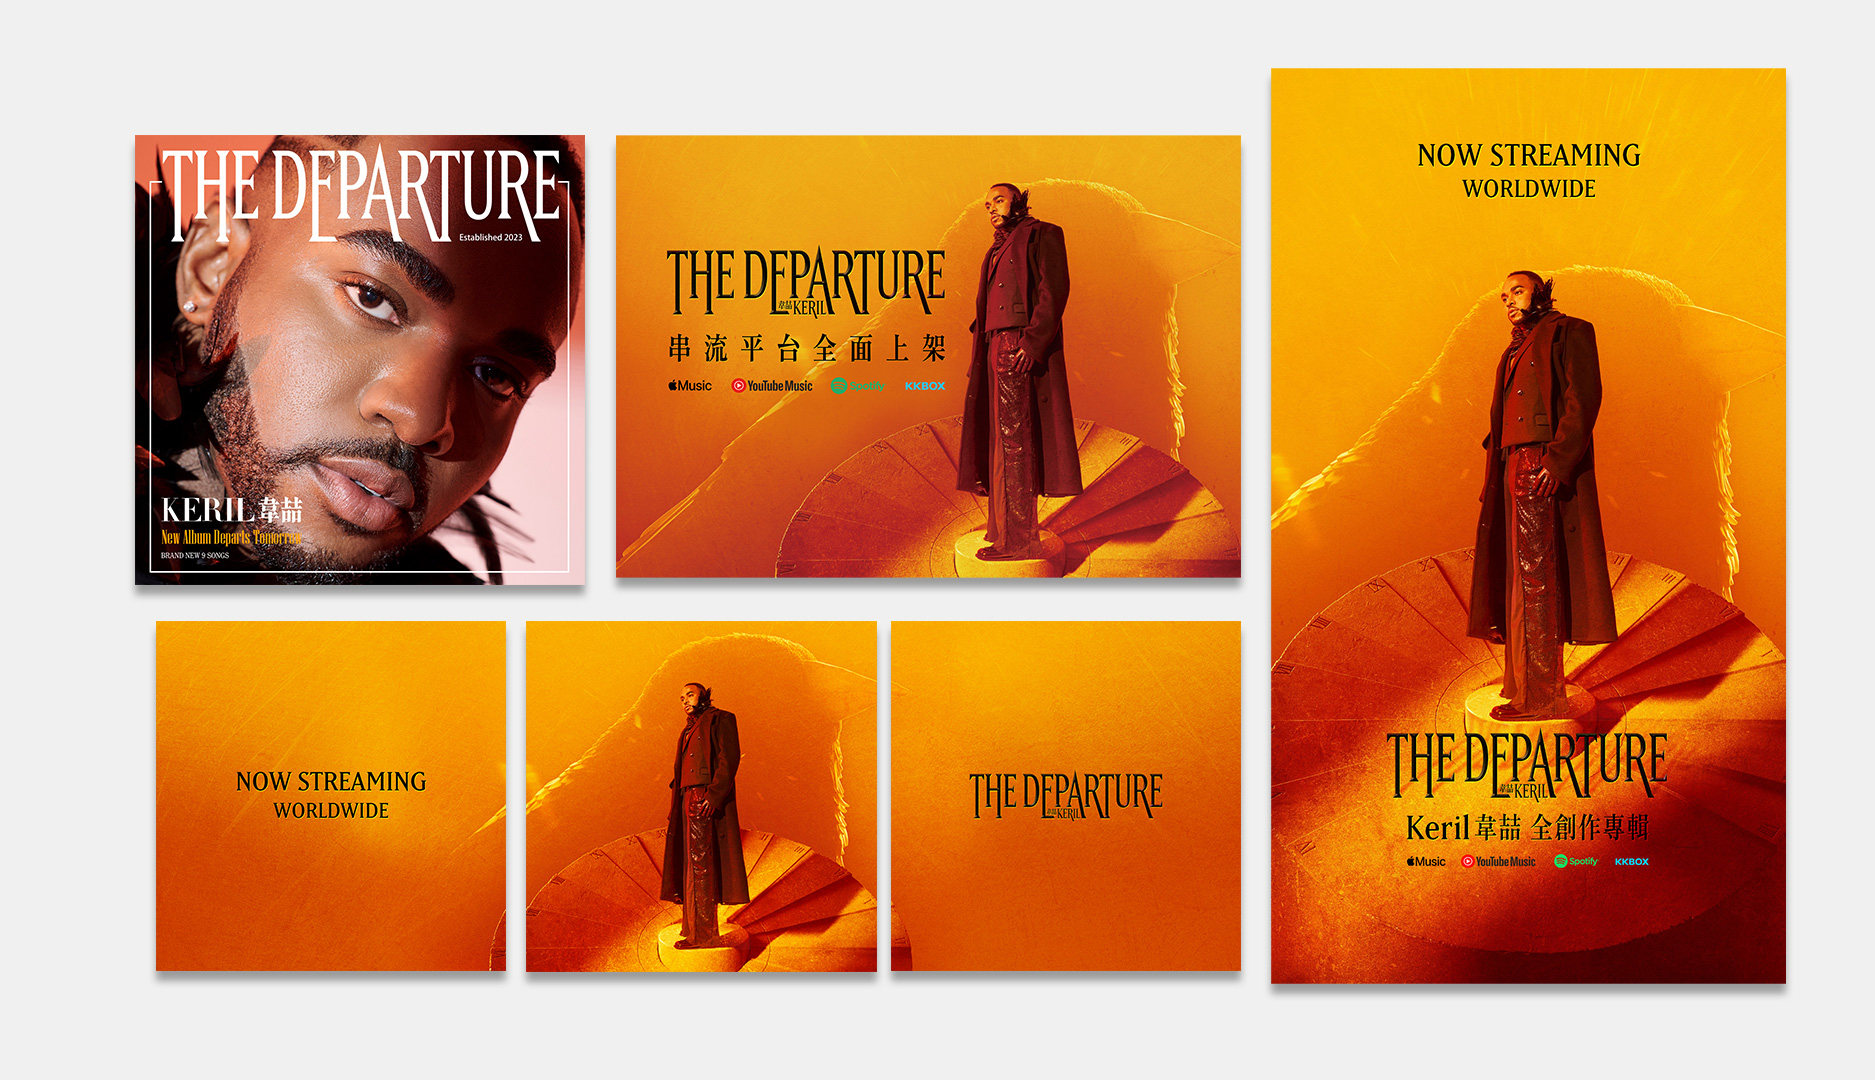 THE DEPARTURE
Established 2023
KERIL 韋喆
New Album Departs Tomorrow
BRAND NEW 9 SONGS
THE DEPARTURE
韋喆 KERIL
串流平台全面上架
Music YouTube Music Spotify KKBOX
NOW STREAMING
WORLDWIDE
THE DEPARTURE
韋喆 KERIL
NOW STREAMING
WORLDWIDE
THE DEPARTURE
韋喆 KERIL
Keril 韋喆 全創作專輯
Music YouTube Music Spotify KKBOX